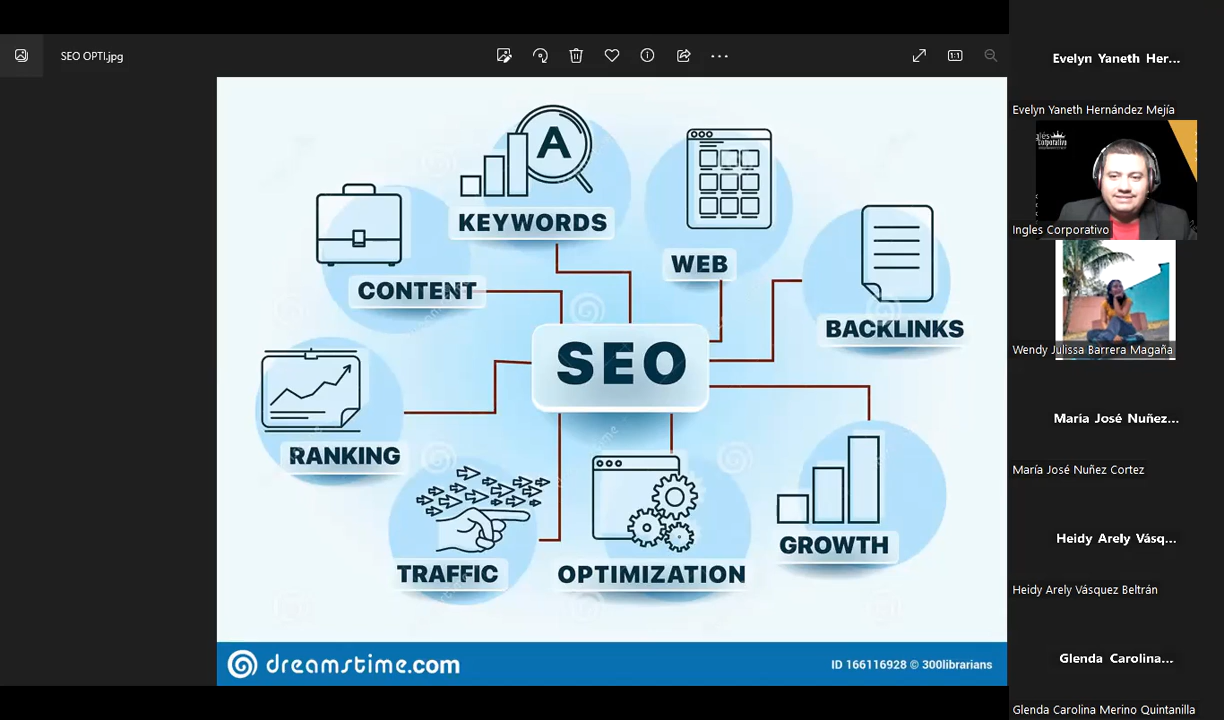 SEO OPTI.jpg
KEYWORDS
A
CONTENT
WEB
BACKLINKS
SEO
RANKING
TRAFFIC
OPTIMIZATION
GROWTH
dreamstime.com
ID 166116928 © 300librarians
Evelyn Yaneth Her...
Evelyn Yaneth Hernández Mejía
Ingles Corporativo
Wendy Julissa Barrera Magaña
María José Nuñez...
María José Nuñez Cortez
Heidy Arely Vásq...
Heidy Arely Vásquez Beltrán
Glenda Carolina...
Glenda Carolina Merino Quintanilla